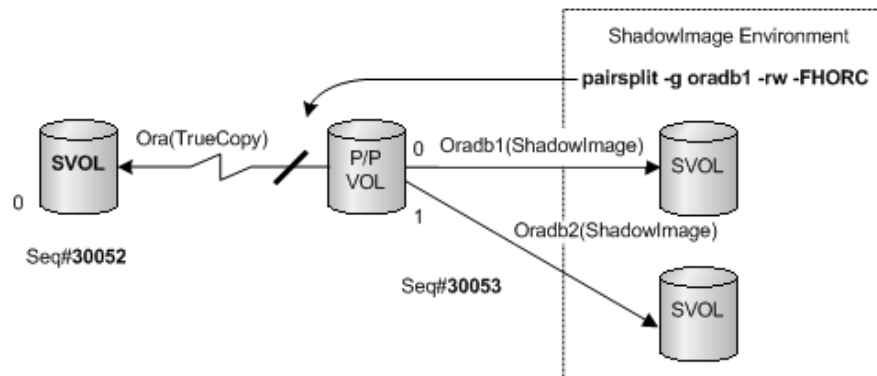 ShadowImage Environment
pairsplit -g oradb1 -rw -FHORC
Ora(TrueCopy)
SVOL
0
Seq#30052
P/P
VOL
0
1
Oradb1(ShadowImage)
SVOL
Oradb2(ShadowImage)
Seq#30053
SVOL